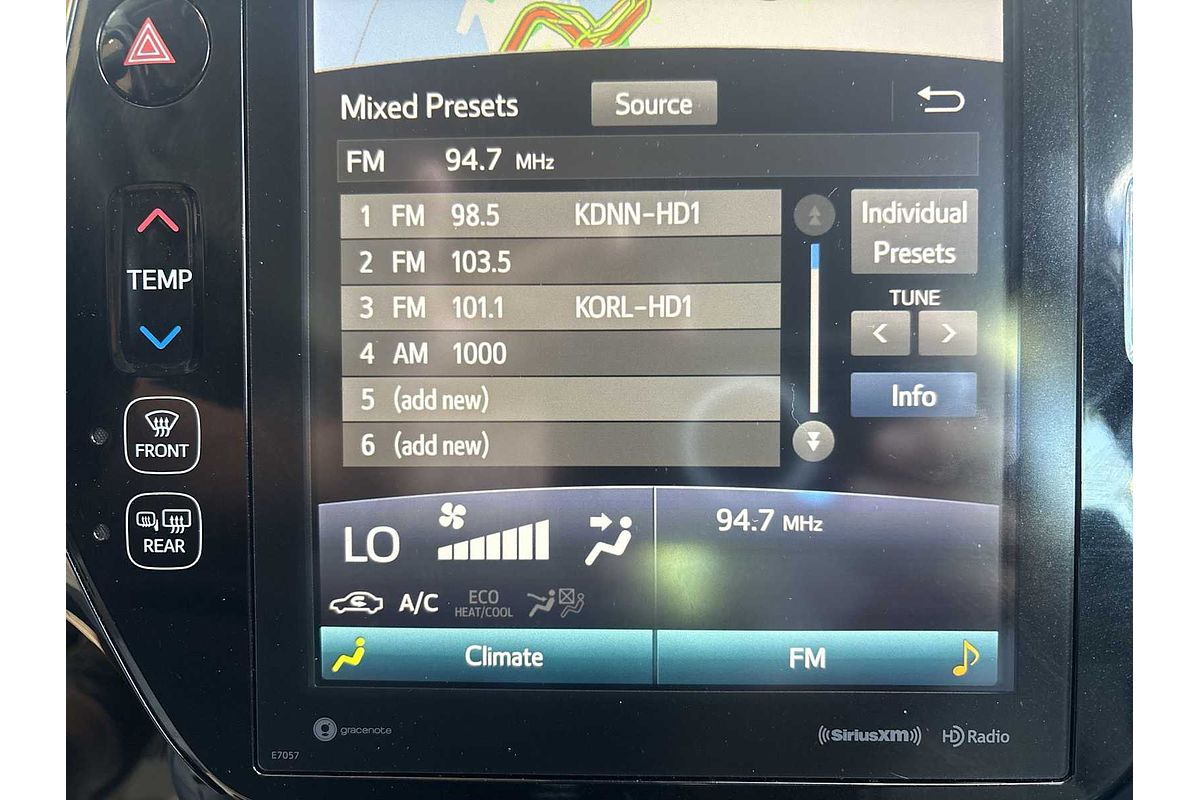 Mixed Presets Source
FM 94.7 MHz
1 FM 98.5 KDNN-HD1
2 FM 103.5
3 FM 101.1 KORL-HD1
4 AM 1000
5 (add new)
6 (add new)
Individual
Presets
TUNE
< >
Info
TEMP
FRONT
REAR
LO
94.7 MHz
A/C
ECO
HEAT/COOL
Climate
FM
gracenote
E7057
((SiriusXM))
HD Radio